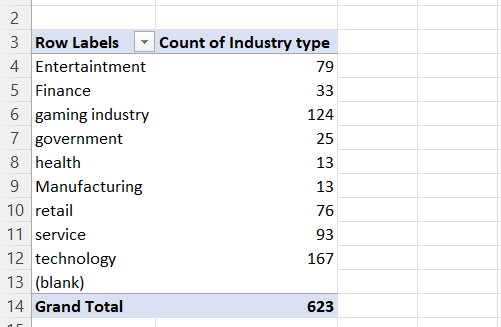 2
3 Row Labels Count of Industry type
4 Entertaintment 79
5 Finance 33
6 gaming industry 124
7 government 25
8 health 13
9 Manufacturing 13
10 retail 76
11 service 93
12 technology 167
13 (blank)
14 Grand Total 623